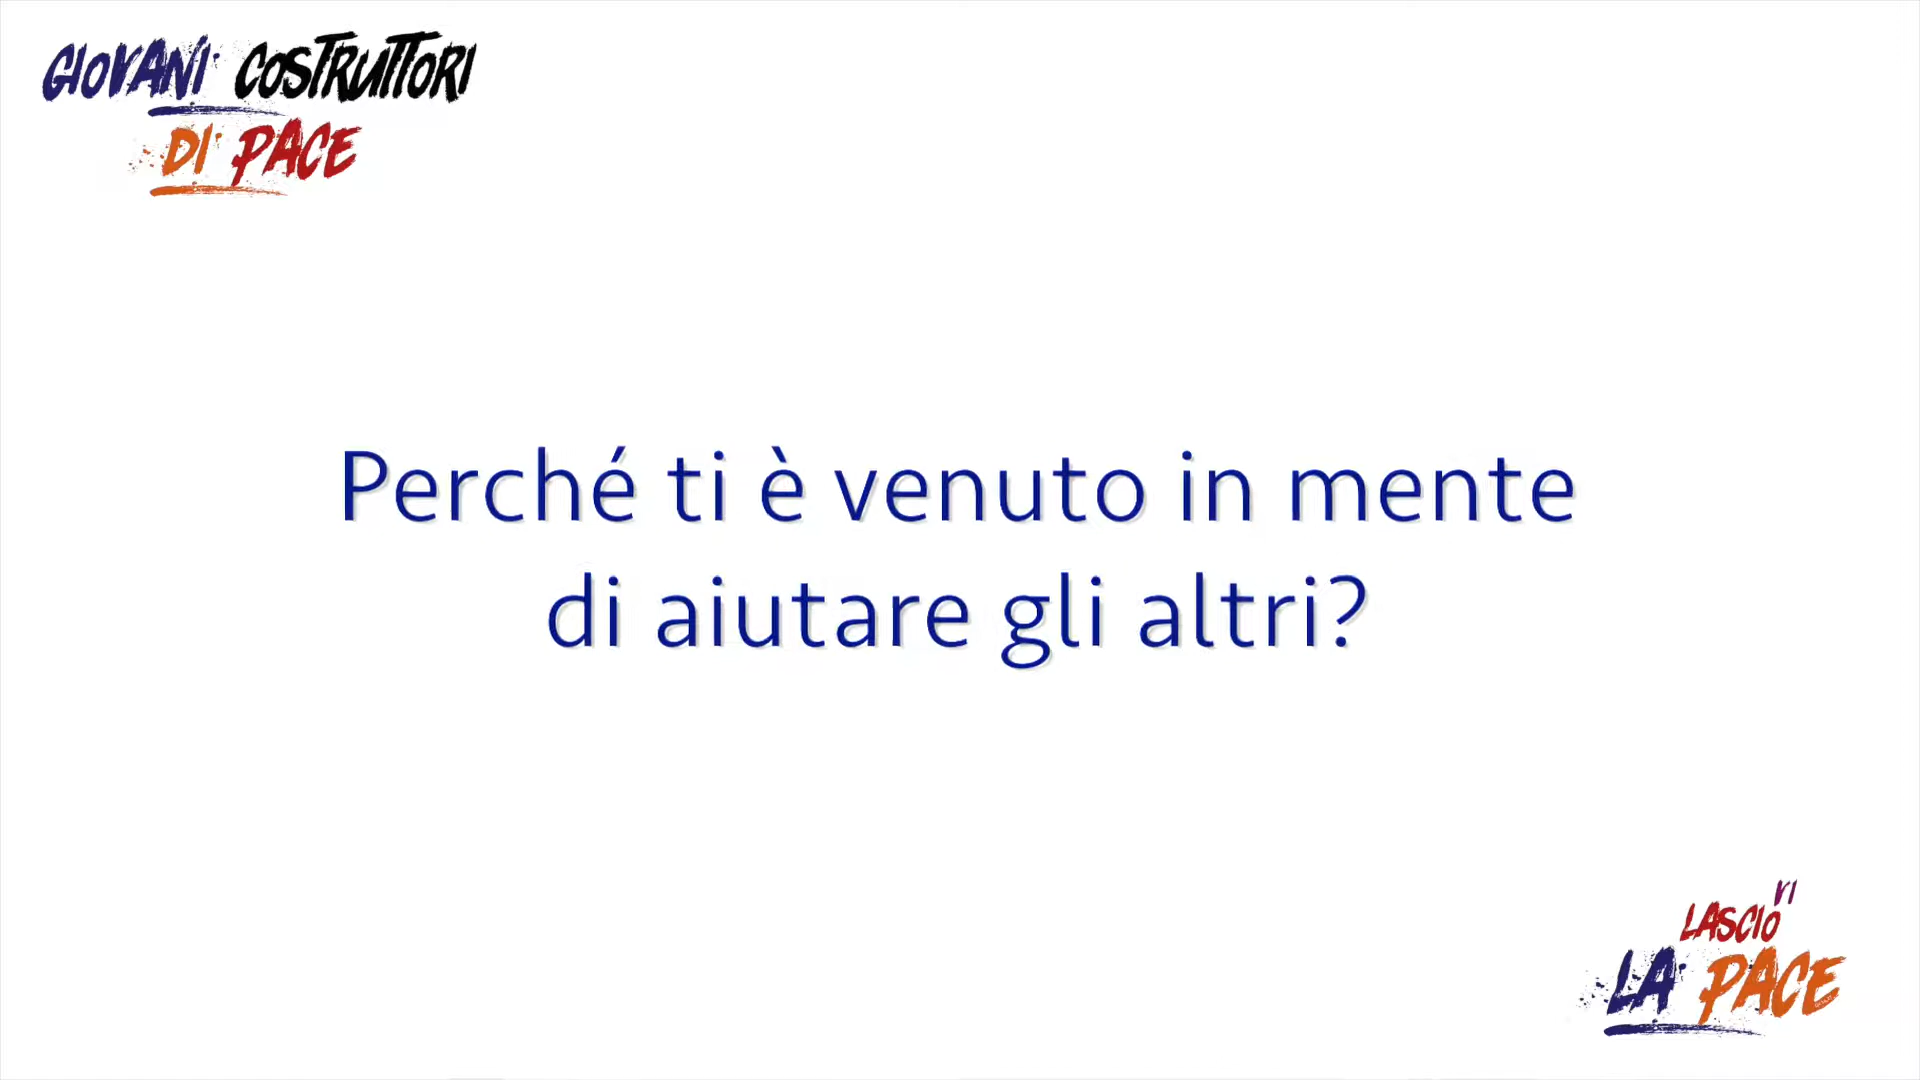 GIOVANI COSTRUTTORI
DI PACE
Perché ti è venuto in mente
di aiutare gli altri?
VI
LASCIO
LA PACE